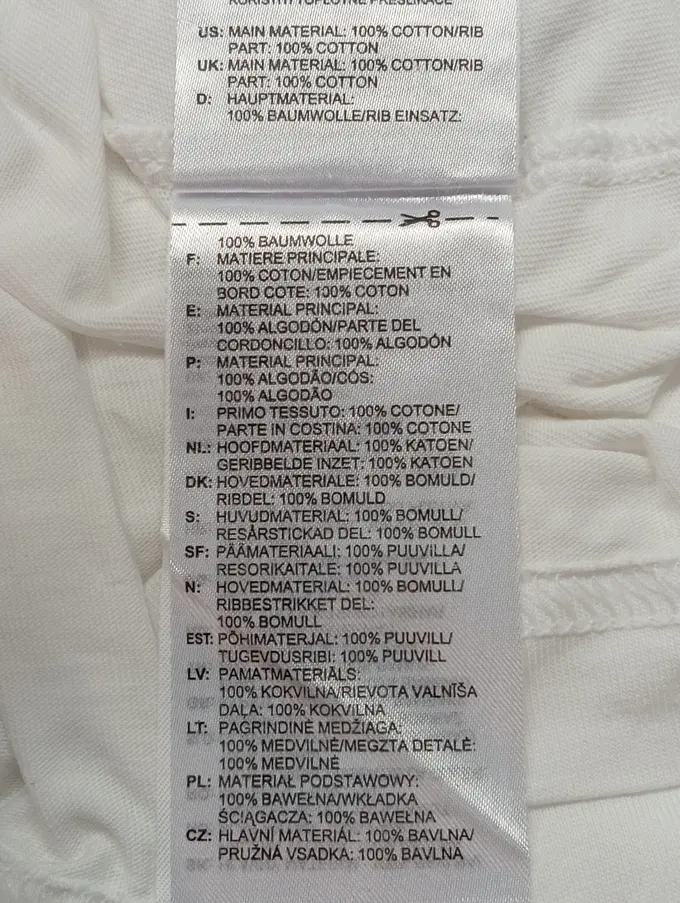 KORISTITI TOPLOTNE PREŠLIKAČE
US: MAIN MATERIAL: 100% COTTON/RIB
PART: 100% COTTON
UK: MAIN MATERIAL: 100% COTTON/RIB
PART: 100% COTTON
D: HAUPTMATERIAL:
100% BAUMWOLLE/RIB EINSATZ:
100% BAUMWOLLE
F: MATIERE PRINCIPALE:
100% COTON/EMPIECEMENT EN
BORD COTE: 100% COTON
E: MATERIAL PRINCIPAL:
100% ALGODÓN/PARTE DEL
CORDONCILLO: 100% ALGODÓN
P: MATERIAL PRINCIPAL:
100% ALGODÃO/CÓS:
100% ALGODÃO
I: PRIMO TESSUTO: 100% COTONE/
PARTE IN COSTINA: 100% COTONE
NL: HOOFDMATERIAAL: 100% KATOEN/
GERIBBELDE INZET: 100% KATOEN
DK: HOVEDMATERIALE: 100% BOMULD/
RIBDEL: 100% BOMULD
S: HUVUDMATERIAL: 100% BOMULL/
RESÅRSTICKAD DEL: 100% BOMULL
SF: PÄÄMATERIAALI: 100% PUUVILLA/
RESORIKAITALE: 100% PUUVILLA
N: HOVEDMATERIAL: 100% BOMULL/
RIBBESTRIKKET DEL:
100% BOMULL
EST: PÕHIMATERJAL: 100% PUUVILL/
TUGEVDUSRIBI: 100% PUUVILL
LV: PAMATMATERIĀLS:
100% KOKVILNA/RIEVOTA VALNĪŠA
DAĻA: 100% KOKVILNA
LT: PAGRINDINĖ MEDŽIAGA:
100% MEDVILNĖ/MEGZTA DETALĖ:
100% MEDVILNĖ
PL: MATERIAŁ PODSTAWOWY:
100% BAWEŁNA/WKŁADKA
ŚCIĄGACZA: 100% BAWEŁNA
CZ: HLAVNÍ MATERIÁL: 100% BAVLNA/
PRUŽNÁ VSADKA: 100% BAVLNA